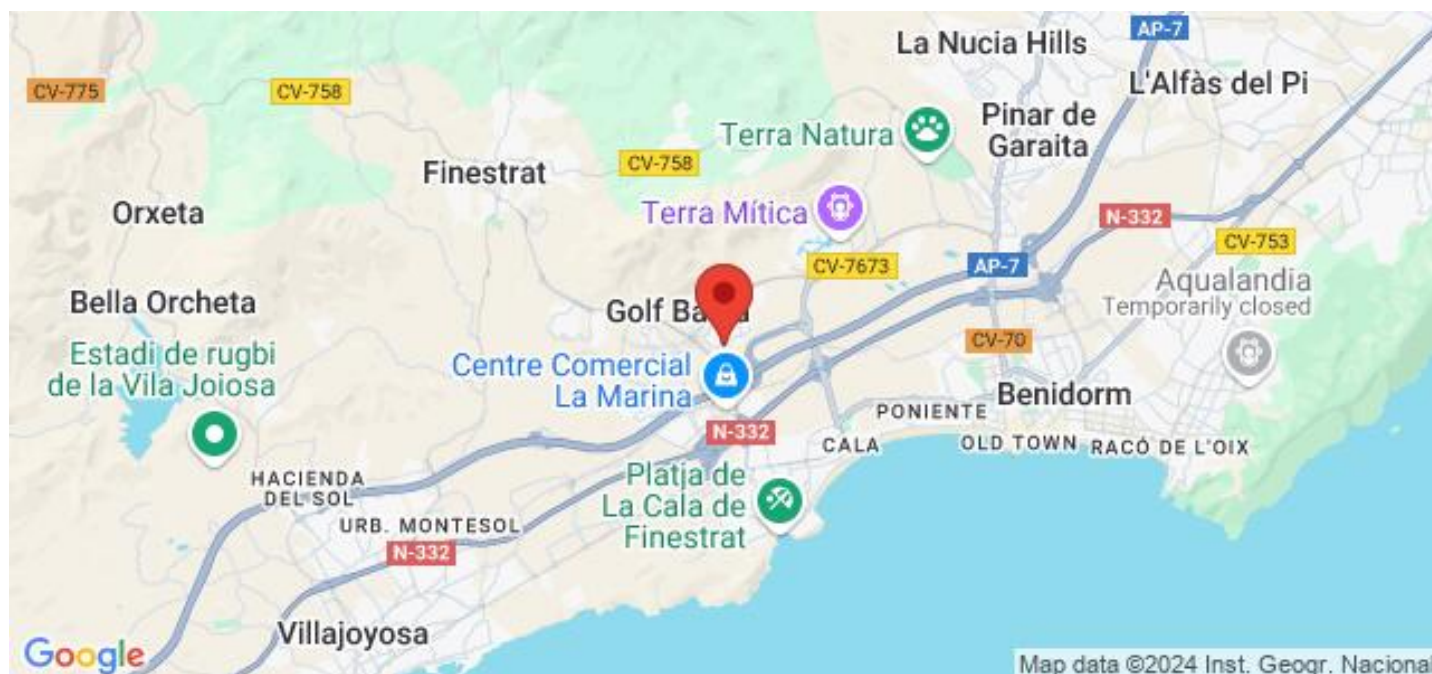 AP-7
La Nucia Hills
L'Alfàs del Pi
CV-775
CV-758
Terra Natura
Pinar de
Garaita
CV-758
Finestrat
Orxeta
Terra Mítica
N-332
CV-753
CV-7673
AP-7
Aqualandia
Temporarily closed
Bella Orcheta
Golf
CV-70
Estadi de rugbi
de la Vila Joiosa
Centre Comercial
La Marina
Benidorm
PONIENTE
N-332
CALA
OLD TOWN
RACÓ DE L'OIX
HACIENDA
DEL SOL
Platja de
La Cala de
Finestrat
URB. MONTESOL
N-332
Villajoyosa
Google
Map data ©2024 Inst. Geogr. Nacional